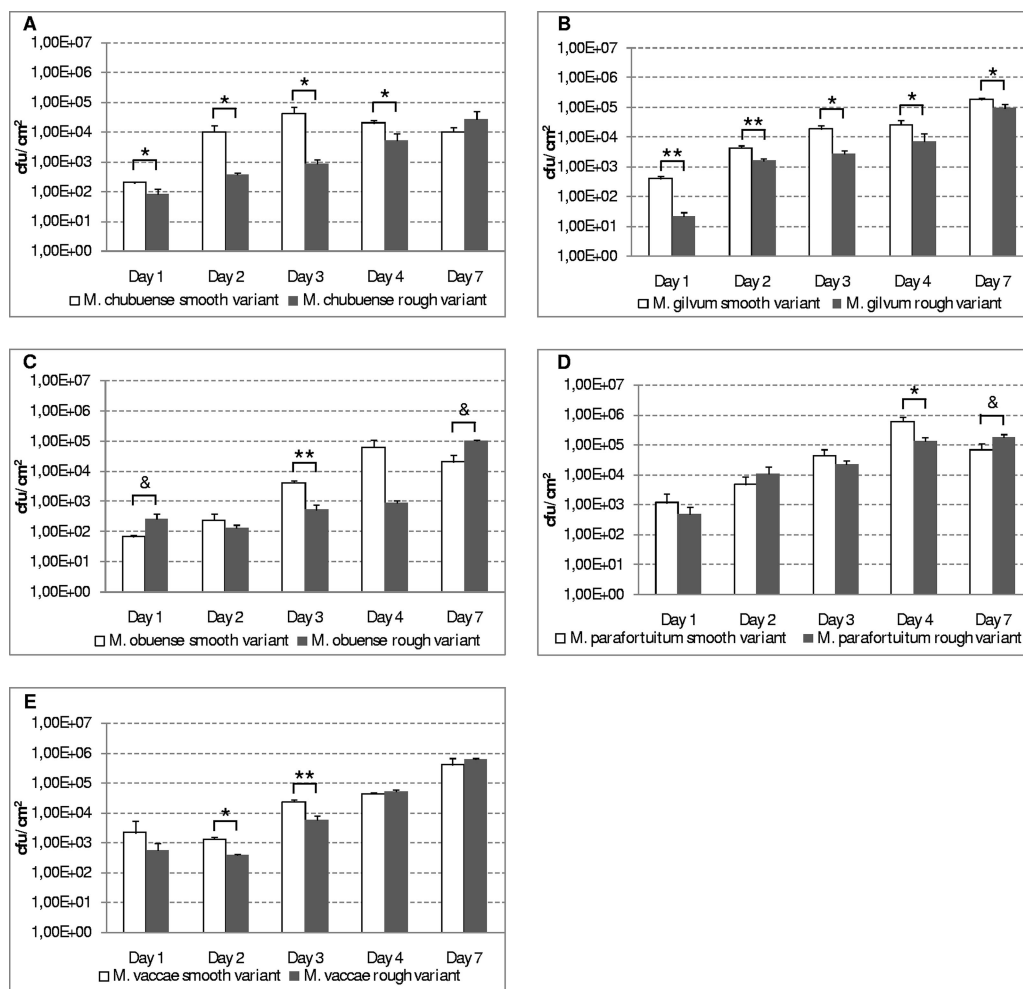 A
1,00E+07
1,00E+06
1,00E+05
1,00E+04
1,00E+03
1,00E+02
1,00E+01
1,00E+00
cfu/cm²
* * * *
Day 1 Day 2 Day 3 Day 4 Day 7
M. chubuense smooth variant M. chubuense rough variant
B
1,00E+07
1,00E+06
1,00E+05
1,00E+04
1,00E+03
1,00E+02
1,00E+01
1,00E+00
cfu/cm²
** ** * * *
Day 1 Day 2 Day 3 Day 4 Day 7
M. gilvum smooth variant M. gilvum rough variant
C
1,00E+07
1,00E+06
1,00E+05
1,00E+04
1,00E+03
1,00E+02
1,00E+01
1,00E+00
cfu/cm²
& ** &
Day 1 Day 2 Day 3 Day 4 Day 7
M. obuense smooth variant M. obuense rough variant
D
1,00E+07
1,00E+06
1,00E+05
1,00E+04
1,00E+03
1,00E+02
1,00E+01
1,00E+00
cfu/cm²
* &
Day 1 Day 2 Day 3 Day 4 Day 7
M. parafortuitum smooth variant M. parafortuitum rough variant
E
1,00E+07
1,00E+06
1,00E+05
1,00E+04
1,00E+03
1,00E+02
1,00E+01
1,00E+00
cfu/cm²
* **
Day 1 Day 2 Day 3 Day 4 Day 7
M. vaccae smooth variant M. vaccae rough variant